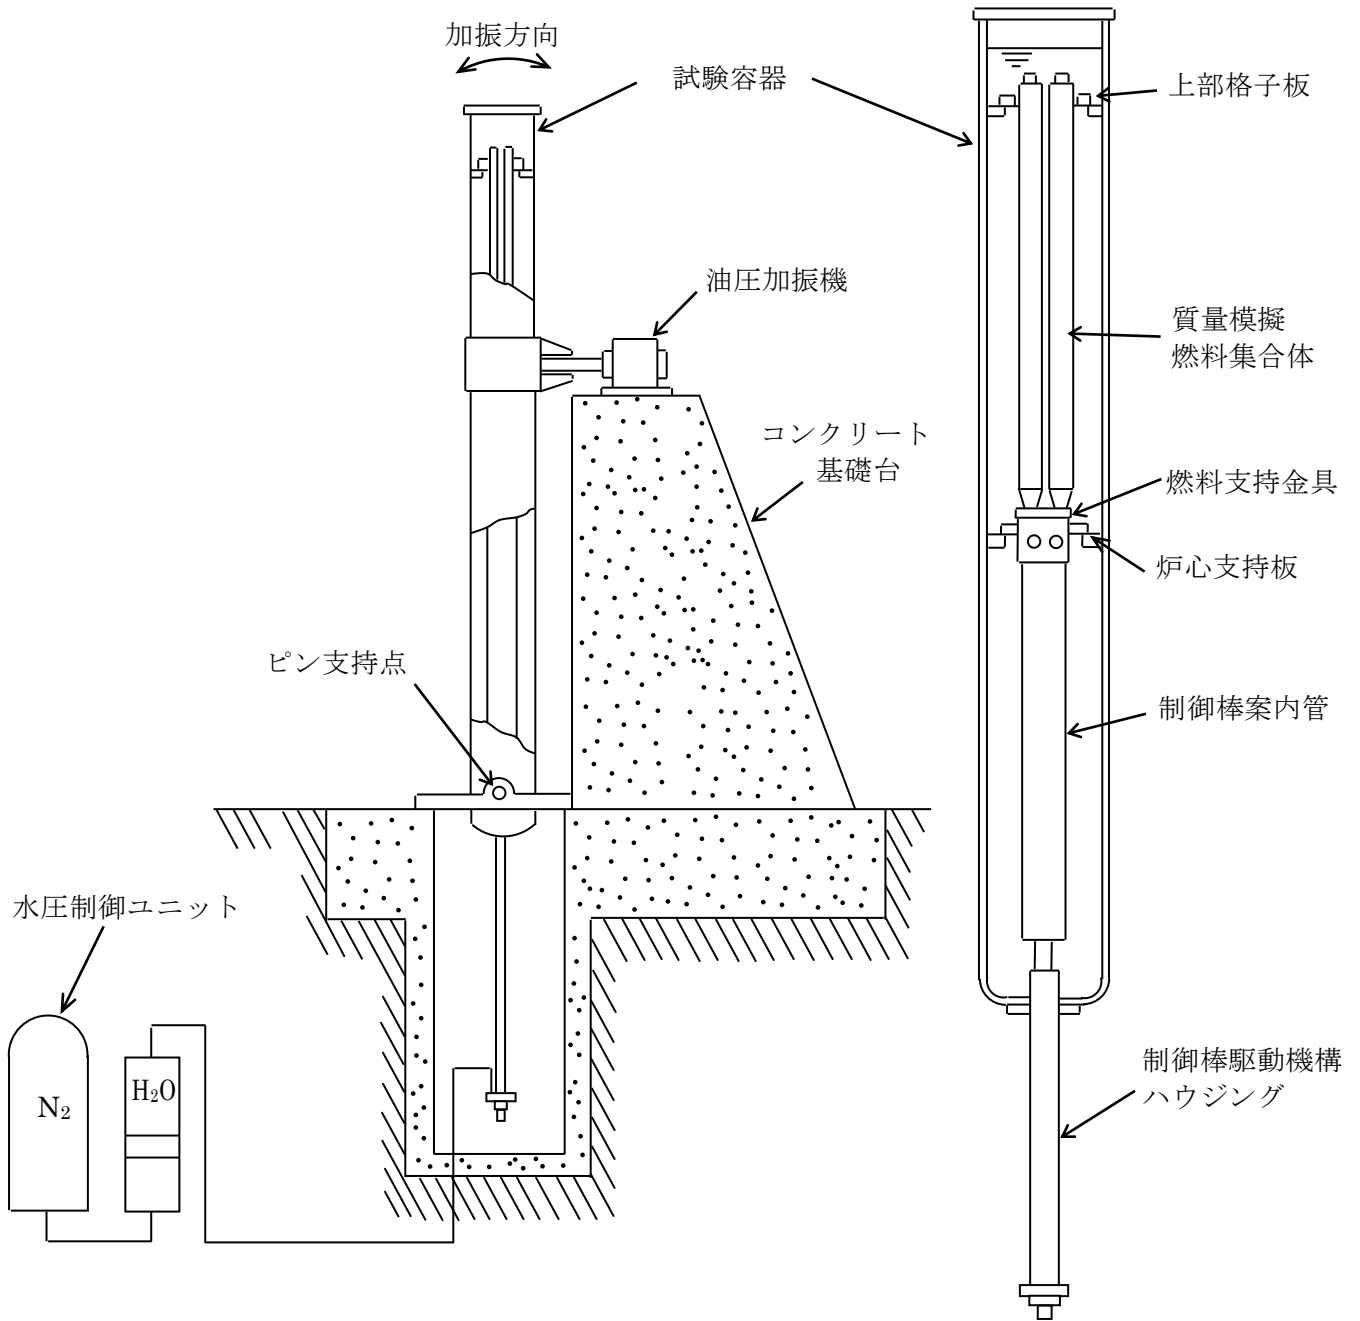 加振方向
試験容器
上部格子板
油圧加振機
質量模擬
燃料集合体
コンクリート
基礎台
燃料支持金具
炉心支持板
ピン支持点
制御棒案内管
水圧制御ユニット
制御棒駆動機構
ハウジング
N₂
H₂O